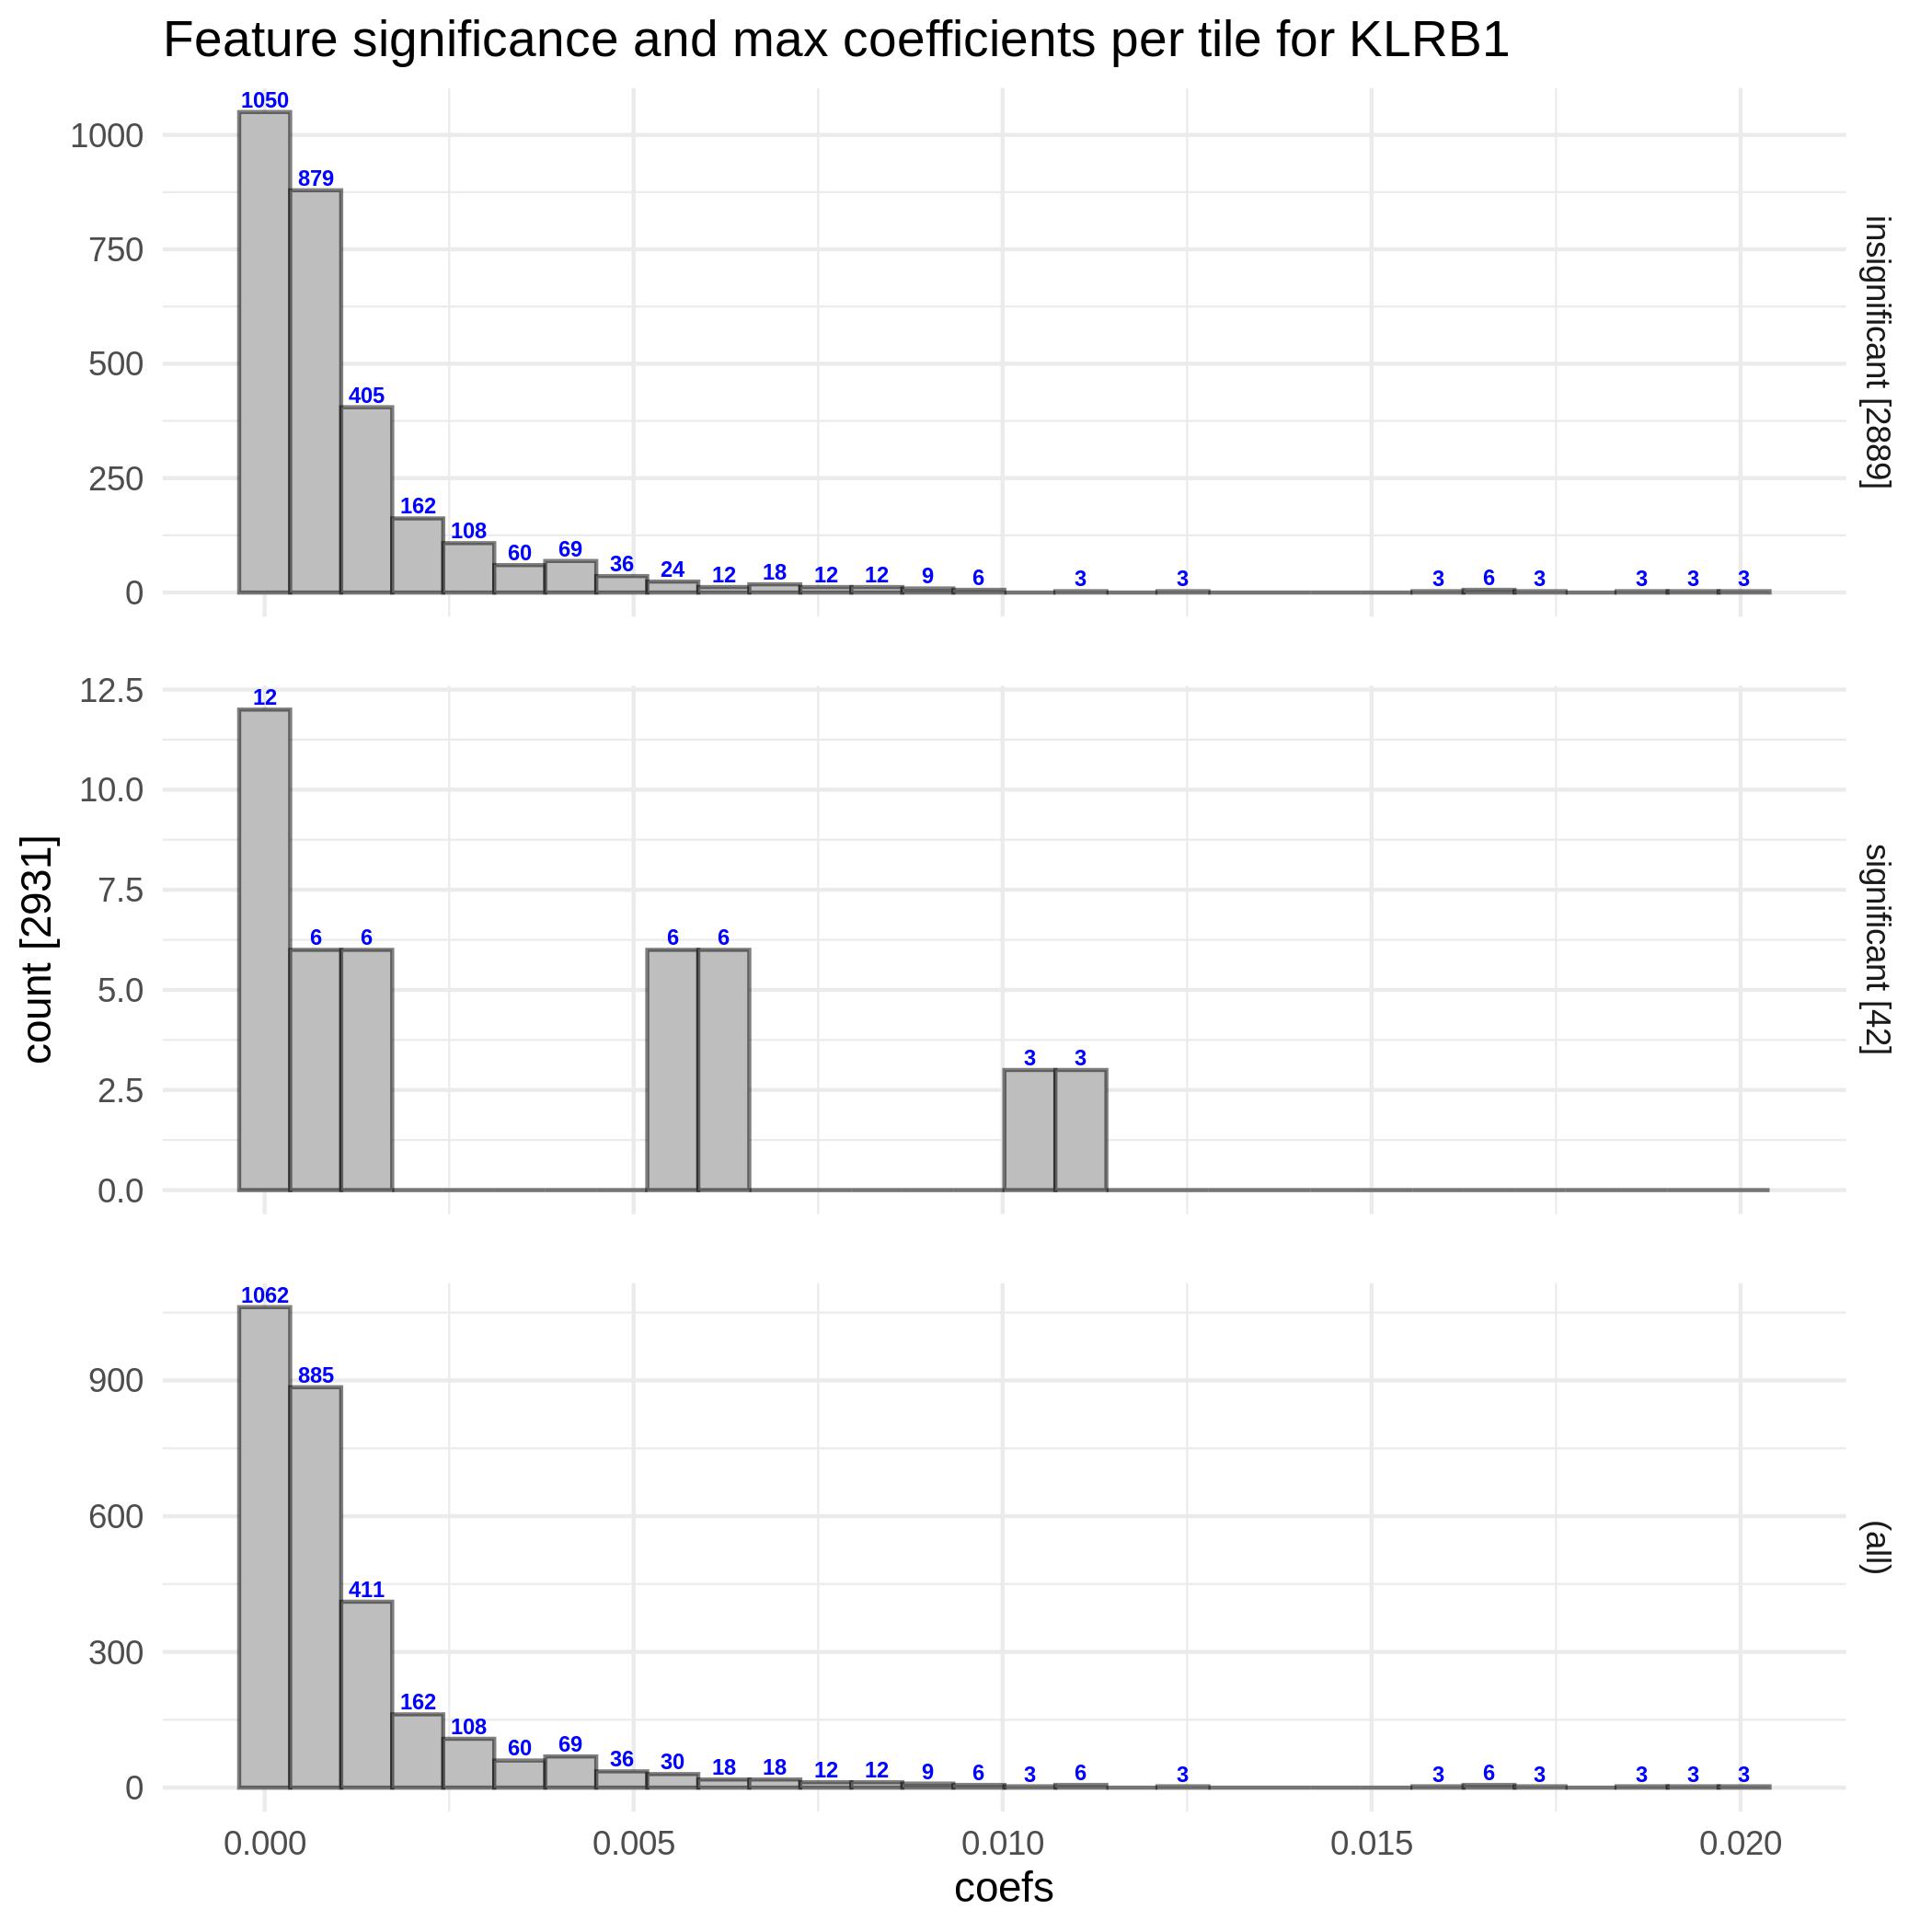 Feature significance and max coefficients per tile for KLRB1
1050
1000
879
750
500
405
250
162
108
60 69 36 24 12 18 12 12 9 6 3 3 3 6 3 3 3 3
0
insignificant [2889]
12.5
12
10.0
7.5
6 6 6 6
5.0
3 3
2.5
0.0
significant [42]
count [2931]
1062
900
885
600
411
300
162
108
60 69 36 30 18 18 12 12 9 6 3 6 3 3 6 3 3 3 3
0
(all)
0.000 0.005 0.010 0.015 0.020
coefs